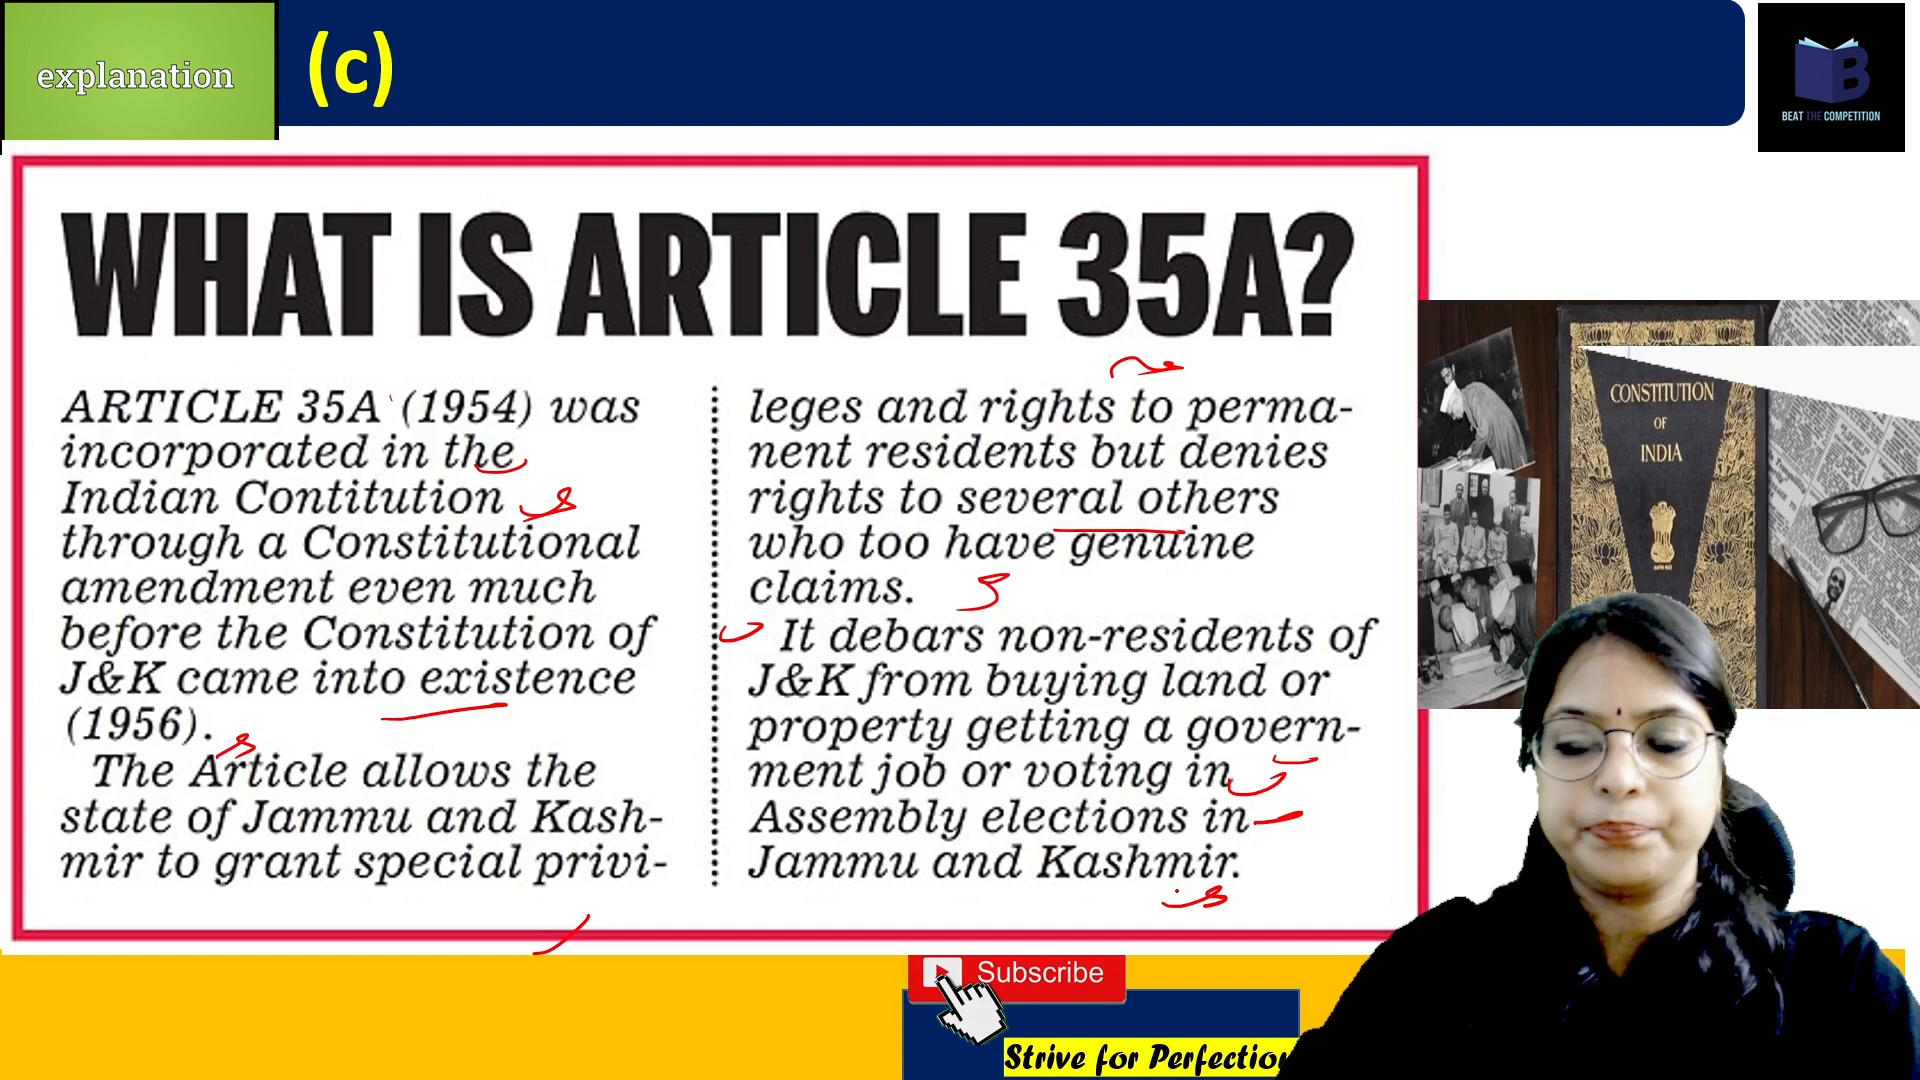 explanation
(c)
BEAT THE COMPETITION
WHAT IS ARTICLE 35A?
ARTICLE 35A (1954) was
incorporated in the
Indian Contitution
through a Constitutional
amendment even much
before the Constitution of
J&K came into existence
(1956).
The Article allows the
state of Jammu and Kash-
mir to grant special privi-
leges and rights to perma-
nent residents but denies
rights to several others
who too have genuine
claims.
It debars non-residents of
J&K from buying land or
property getting a govern-
ment job or voting in
Assembly elections in
Jammu and Kashmir.
CONSTITUTION
OF
INDIA
Subscribe
Strive for Perfection